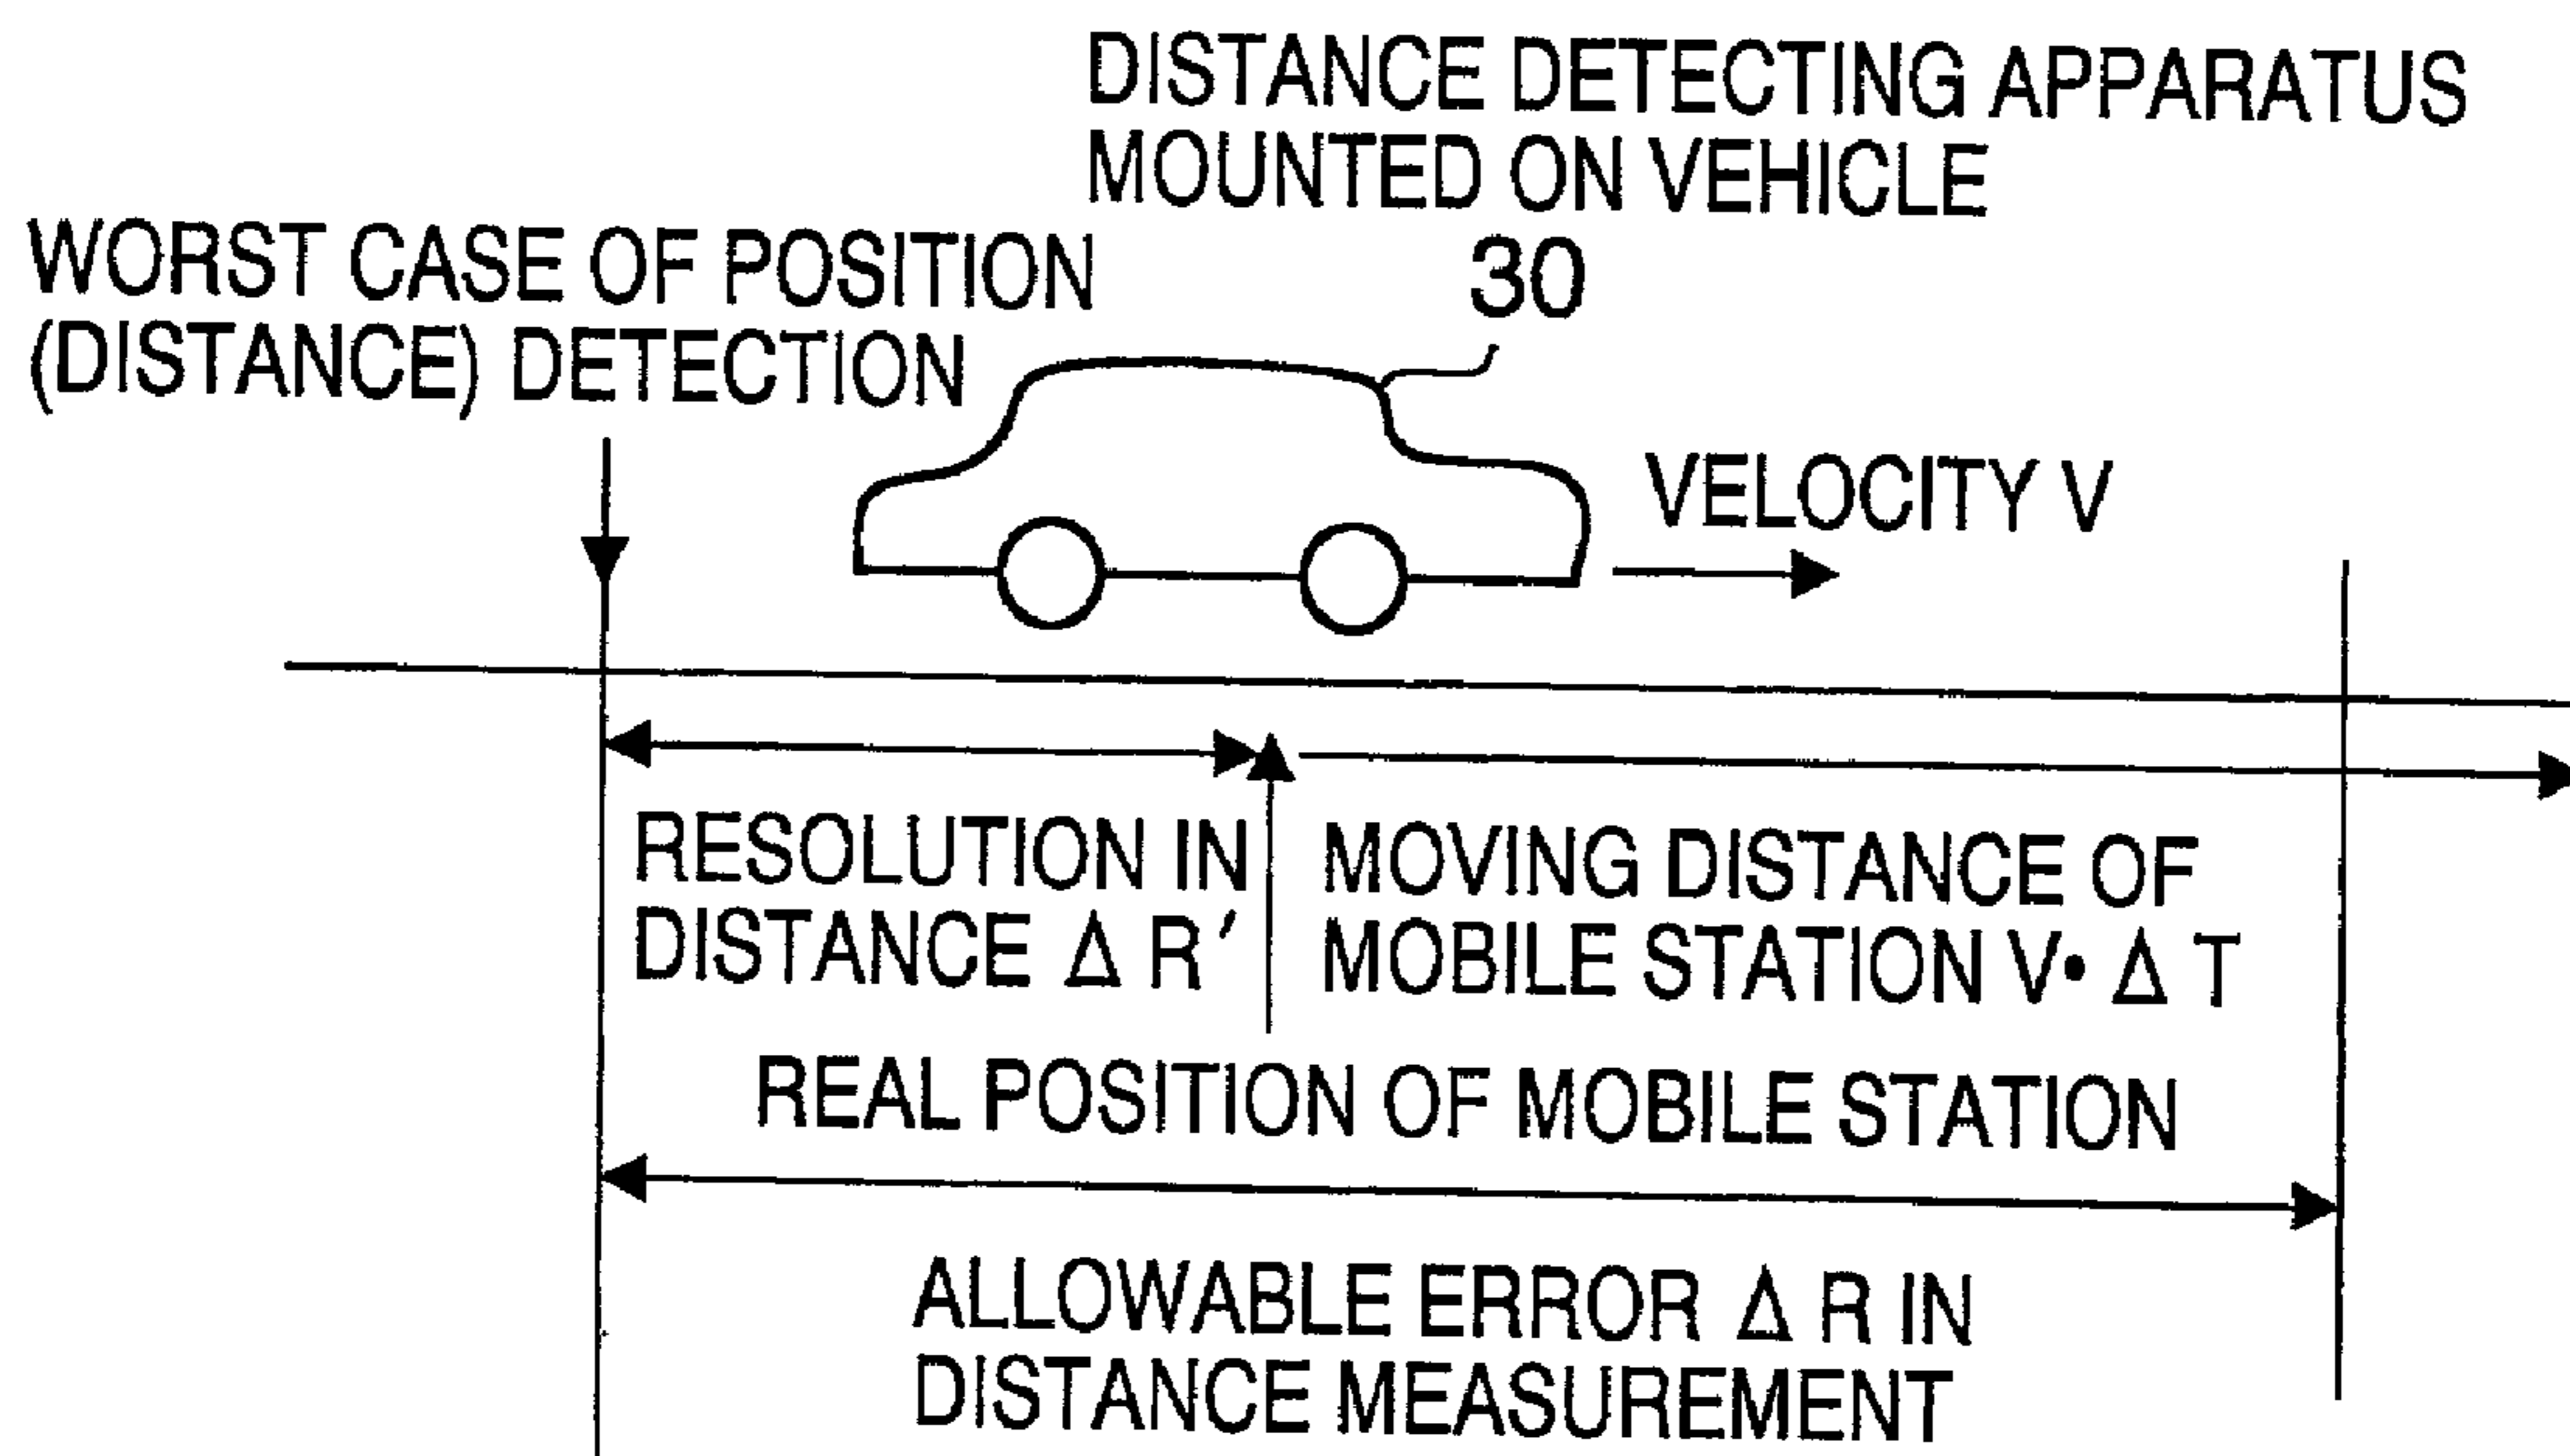 DISTANCE DETECTING APPARATUS
MOUNTED ON VEHICLE
30
WORST CASE OF POSITION
(DISTANCE) DETECTION
VELOCITY V
RESOLUTION IN
DISTANCE Δ R′
MOVING DISTANCE OF
MOBILE STATION V• Δ T
REAL POSITION OF MOBILE STATION
ALLOWABLE ERROR Δ R IN
DISTANCE MEASUREMENT